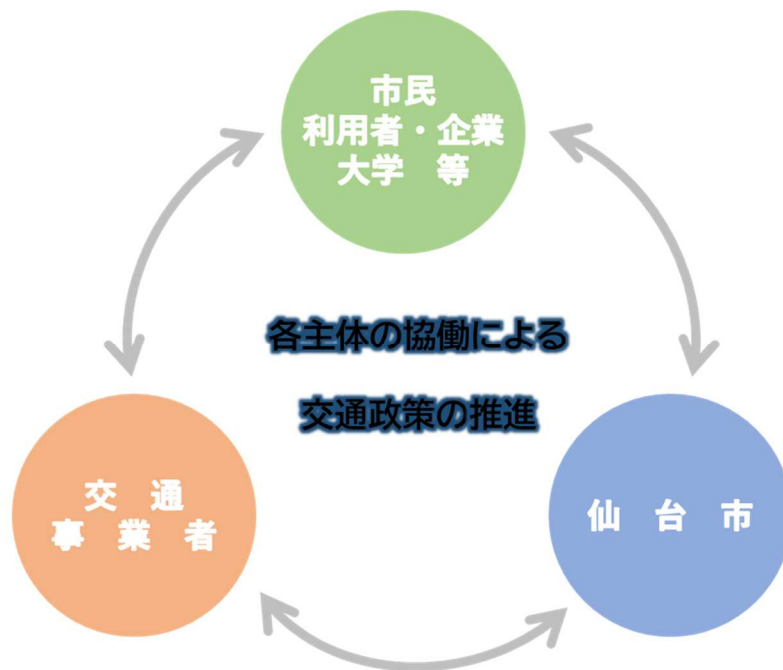 市民
利用者・企業
大学　等
各主体の協働による
交通政策の推進
交　通
事　業　者
仙　台　市